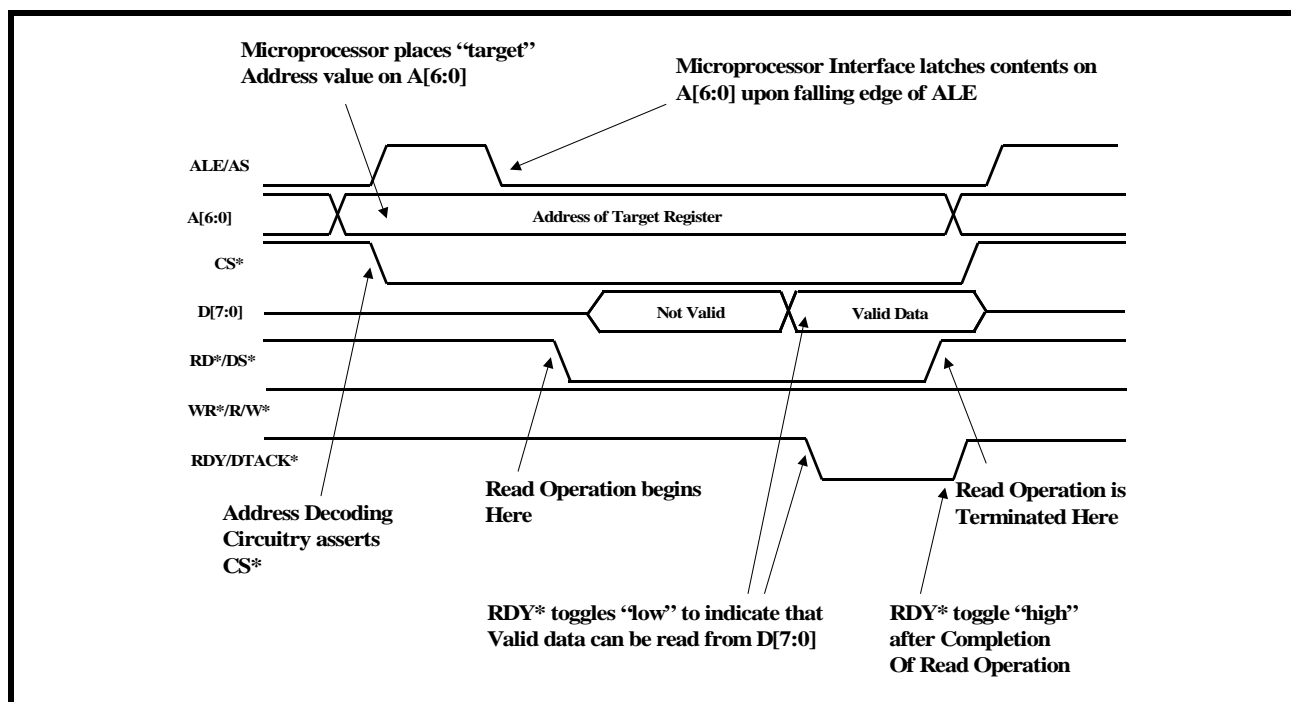 Microprocessor places “target”
Address value on A[6:0]
Microprocessor Interface latches contents on
A[6:0] upon falling edge of ALE
ALE/AS
A[6:0]
Address of Target Register
CS*
D[7:0]
Not Valid
Valid Data
RD*/DS*
WR*/R/W*
RDY/DTACK*
Address Decoding
Circuitry asserts
CS*
Read Operation begins
Here
Read Operation is
Terminated Here
RDY* toggles “low” to indicate that
Valid data can be read from D[7:0]
RDY* toggle “high”
after Completion
Of Read Operation